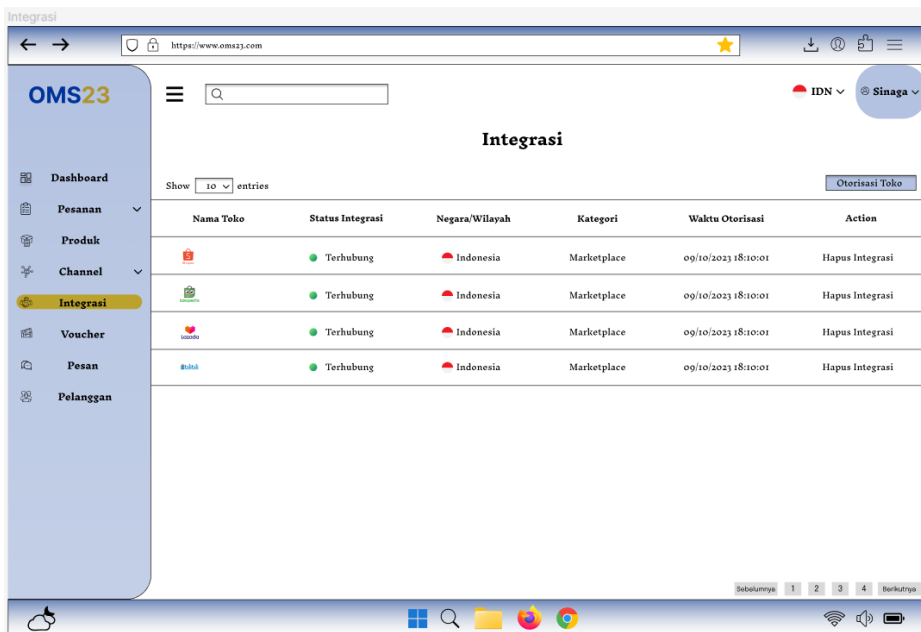 Integrasi
https://www.oms23.com
OMS23
IDN
Sinaga
Integrasi
Dashboard
Pesanan
Produk
Channel
Integrasi
Voucher
Pesan
Pelanggan
Show 10 entries
Otorisasi Toko
Nama Toko Status Integrasi Negara/Wilayah Kategori Waktu Otorisasi Action
Terhubung Indonesia Marketplace 09/10/2023 18:10:01 Hapus Integrasi
Terhubung Indonesia Marketplace 09/10/2023 18:10:01 Hapus Integrasi
Lazada Terhubung Indonesia Marketplace 09/10/2023 18:10:01 Hapus Integrasi
blibli Terhubung Indonesia Marketplace 09/10/2023 18:10:01 Hapus Integrasi
Sebelumnya 1 2 3 4 Berikutnya